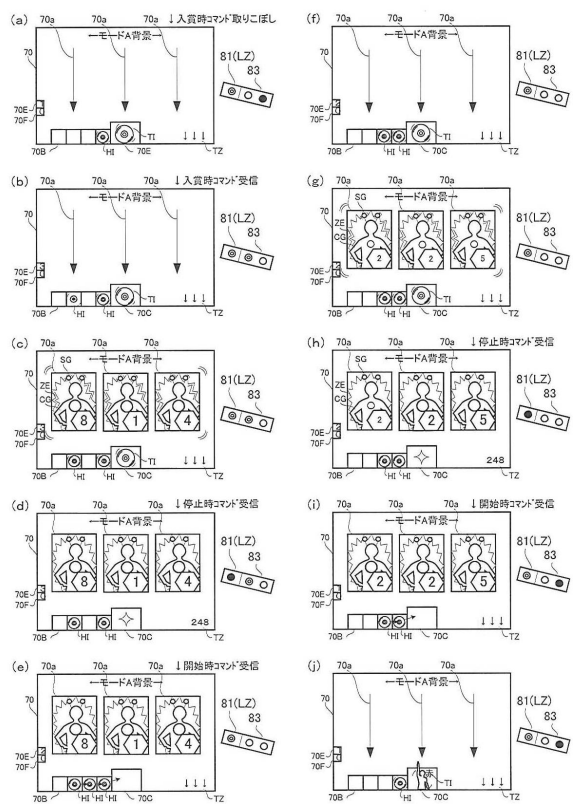 (a) 70a 70a 70a ↓入賞時コマンド取りこぼし
←モードA背景→
70 81(LZ)
83
70E
70F
TI
↓↓↓
70B HI 70E TZ
(b) 70a 70a 70a ↓入賞時コマンド受信
←モードA背景→
70 81(LZ)
83
70E
70F
TI
↓↓↓
70B HI HI 70C TZ
(c) 70a 70a 70a
SG ←モードA背景→
70 81(LZ)
ZE 83
CG
8 1 4
70E
70F
TI
↓↓↓
70B HI HI 70C TZ
(d) 70a 70a 70a ↓停止時コマンド受信
←モードA背景→
70 81(LZ)
83
8 1 4
70E
70F
248
70B HI HI 70C TZ
(e) 70a 70a 70a ↓開始時コマンド受信
←モードA背景→
70 81(LZ)
83
8 1 4
70E
70F
↓↓↓
70B HI HI 70C TZ
(f) 70a 70a 70a
←モードA背景→
70 81(LZ)
83
70E
70F
TI
↓↓↓
70B HI HI 70C TZ
(g) 70a 70a 70a
SG ←モードA背景→
70 81(LZ)
ZE 83
CG
2 2 5
70E
70F
TI
↓↓↓
70B HI HI 70C TZ
(h) 70a 70a 70a ↓停止時コマンド受信
SG ←モードA背景→
70 81(LZ)
ZE 83
CG
2 2 5
70E
70F
248
70B HI HI 70C TZ
(i) 70a 70a 70a ↓開始時コマンド受信
←モードA背景→
70 81(LZ)
83
2 2 5
70E
70F
↓↓↓
70B HI HI 70C TZ
(j) 70a 70a 70a
←モードA背景→
70 81(LZ)
83
70E
70F
赤 TI
↓↓↓
70B HI 70C TZ